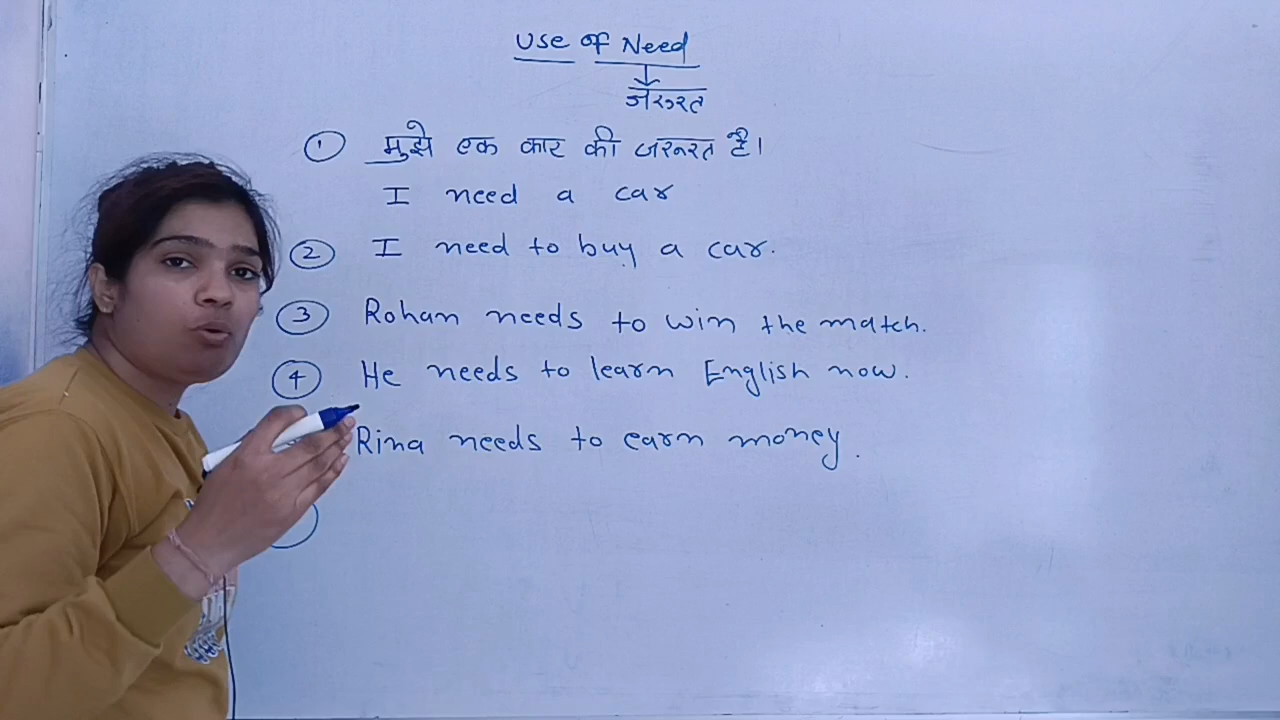 Use of Need
जरुरत
① मुझे एक कार की जरूरत है।
I need a car
② I need to buy a car.
③ Rohan needs to win the match.
④ He needs to learn English now.
Rina needs to earn money.